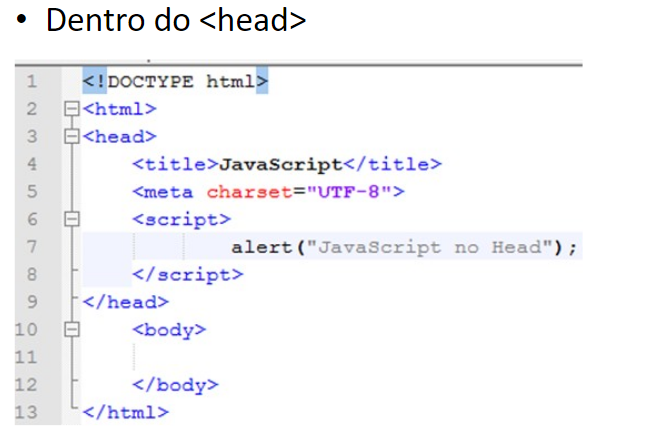 • Dentro do <head>
1 <!DOCTYPE html>
2 <html>
3 <head>
4 <title>JavaScript</title>
5 <meta charset="UTF-8">
6 <script>
7 alert("JavaScript no Head");
8 </script>
9 </head>
10 <body>
11
12 </body>
13 </html>